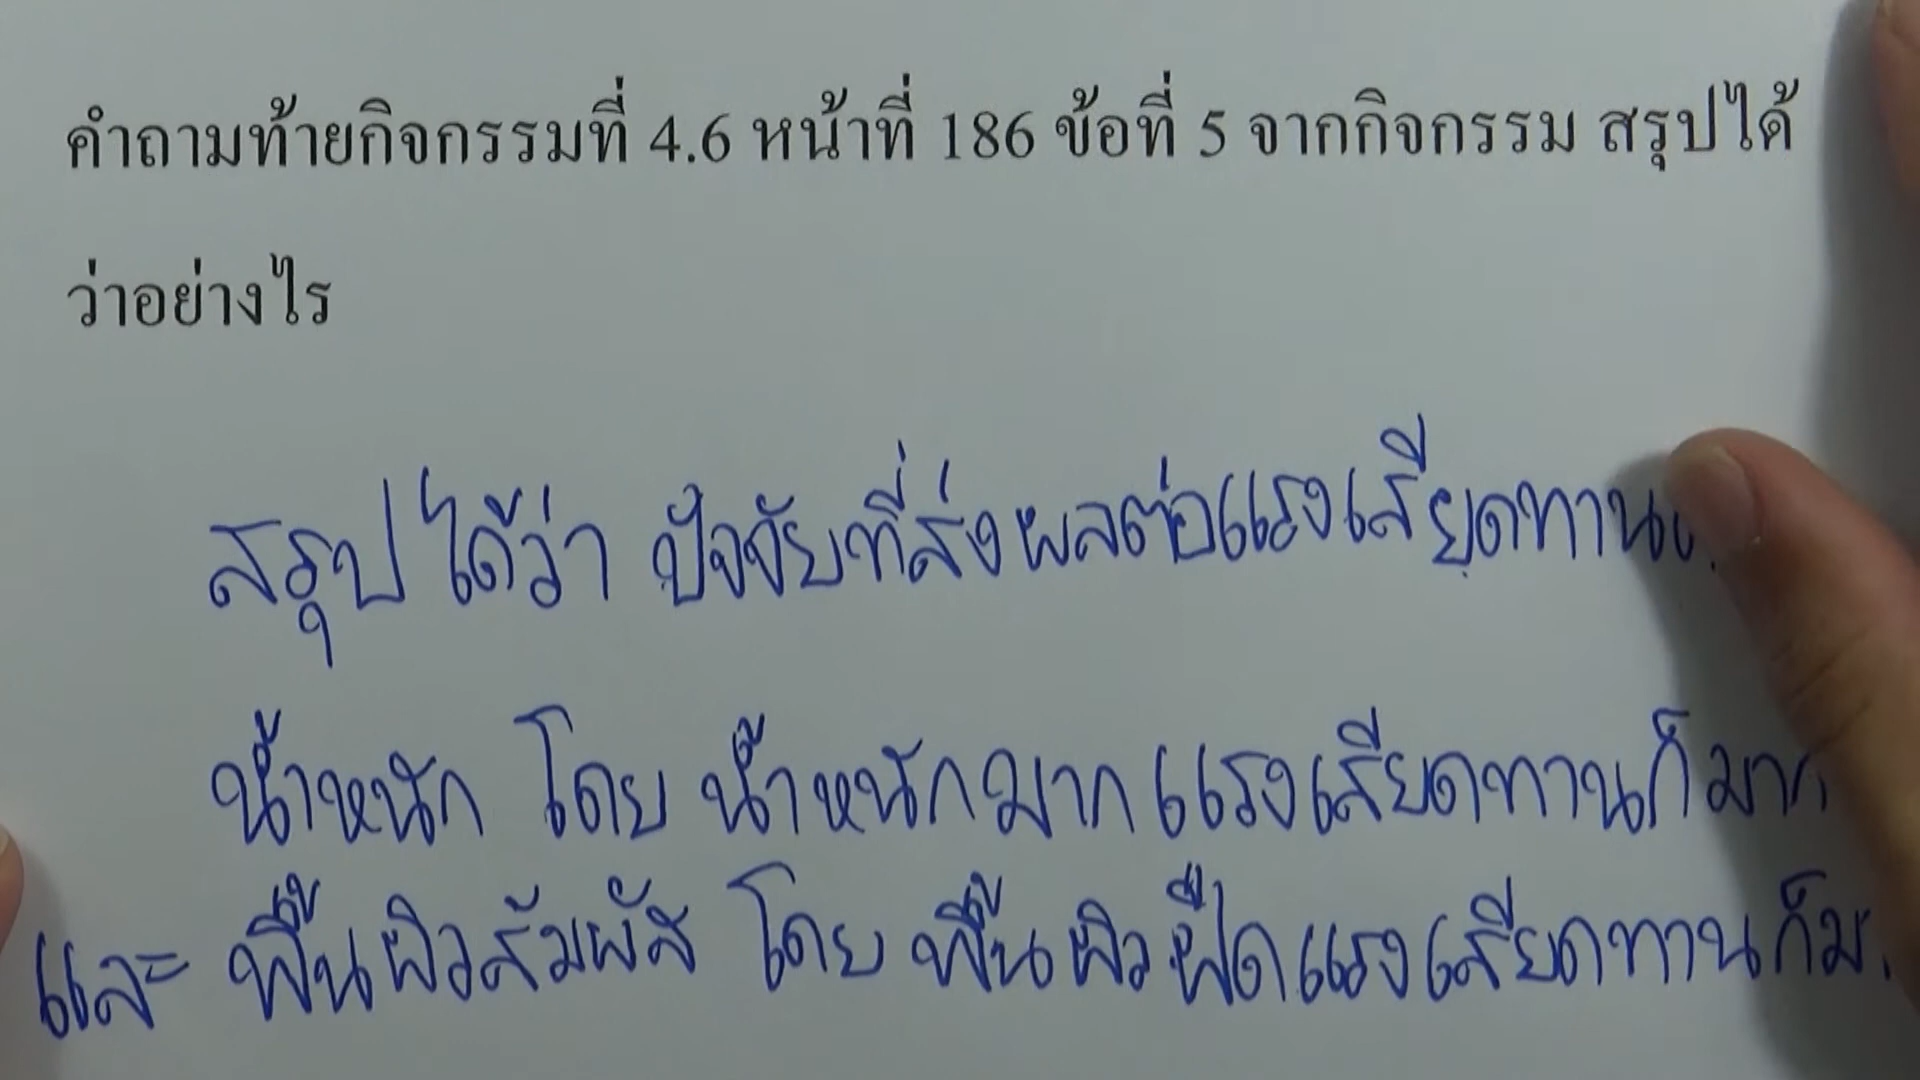 คำถามท้ายกิจกรรมที่ 4.6 หน้าที่ 186 ข้อที่ 5 จากกิจกรรม สรุปได้
ว่าอย่างไร
สรุปได้ว่า ปัจจัยที่ส่งผลต่อแรงเสียดทาน
น้ำหนัก โดย น้ำหนักมากแรงเสียดทานก็มาก
และ พื้นผิวสัมผัส โดย พื้นผิวฝืดแรงเสียดทานก็